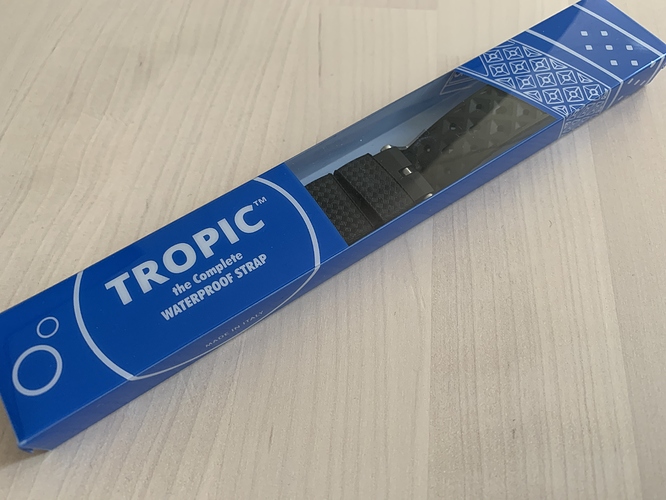 TROPIC™
the Complete
WATERPROOF STRAP
MADE IN ITALY